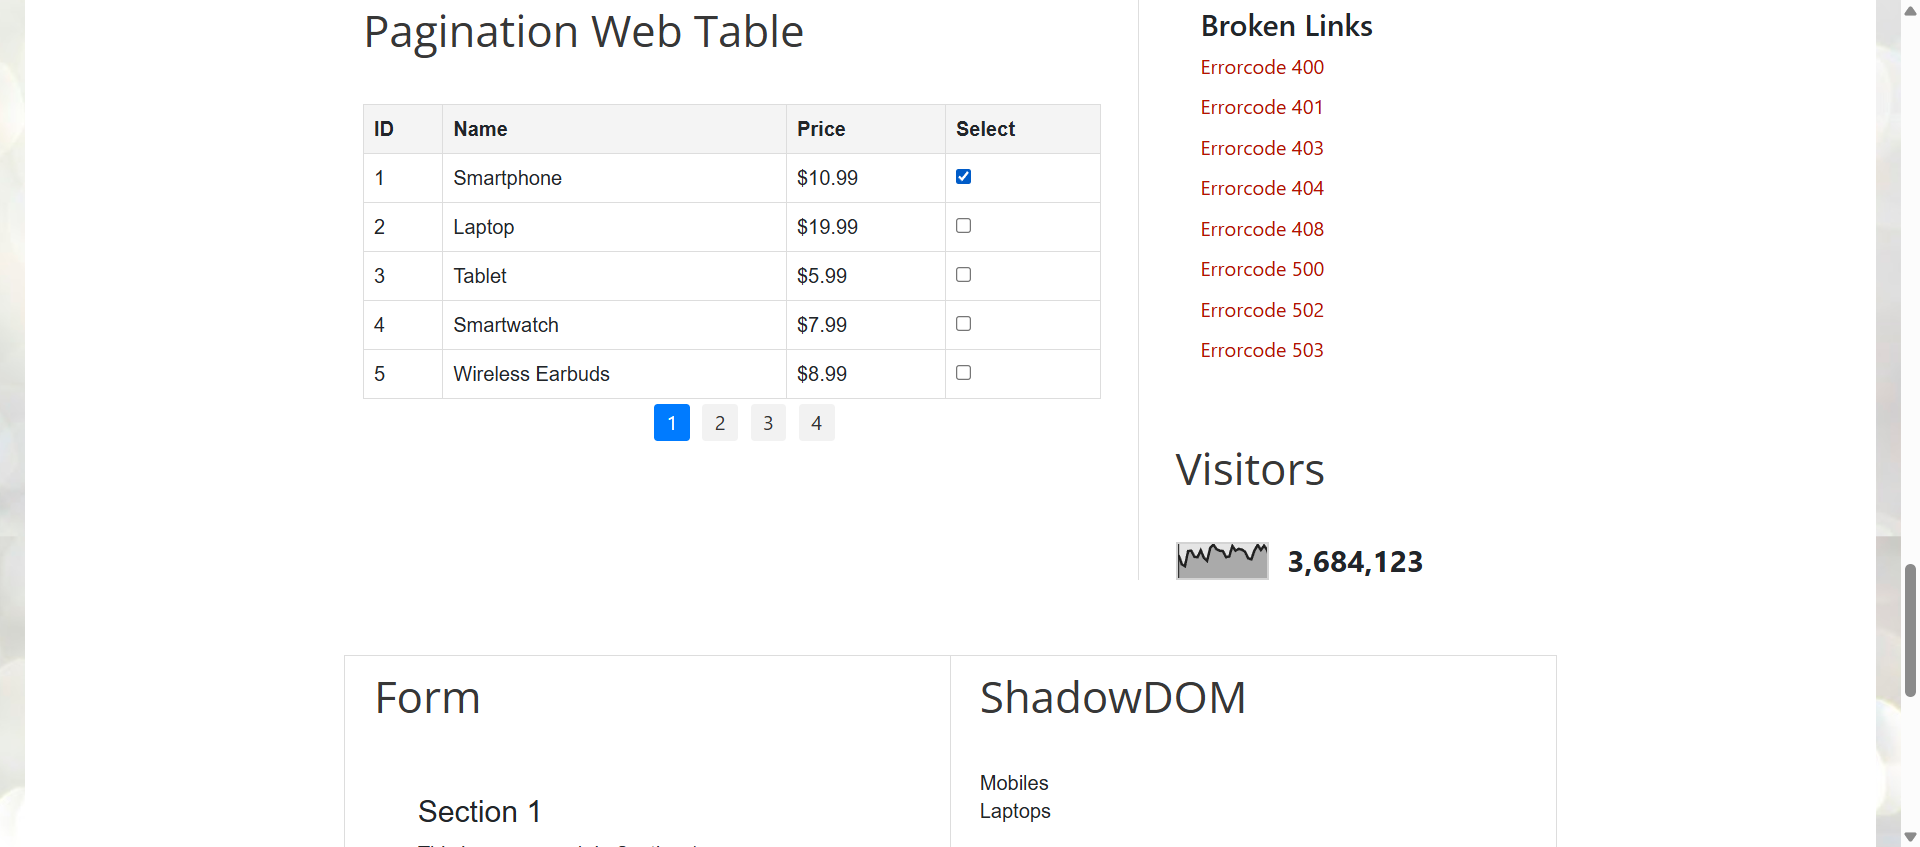 Pagination Web Table
ID Name Price Select
1 Smartphone $10.99
2 Laptop $19.99
3 Tablet $5.99
4 Smartwatch $7.99
5 Wireless Earbuds $8.99
1 2 3 4
Broken Links
Errorcode 400
Errorcode 401
Errorcode 403
Errorcode 404
Errorcode 408
Errorcode 500
Errorcode 502
Errorcode 503
Visitors
3,684,123
Form
Section 1
ShadowDOM
Mobiles
Laptops